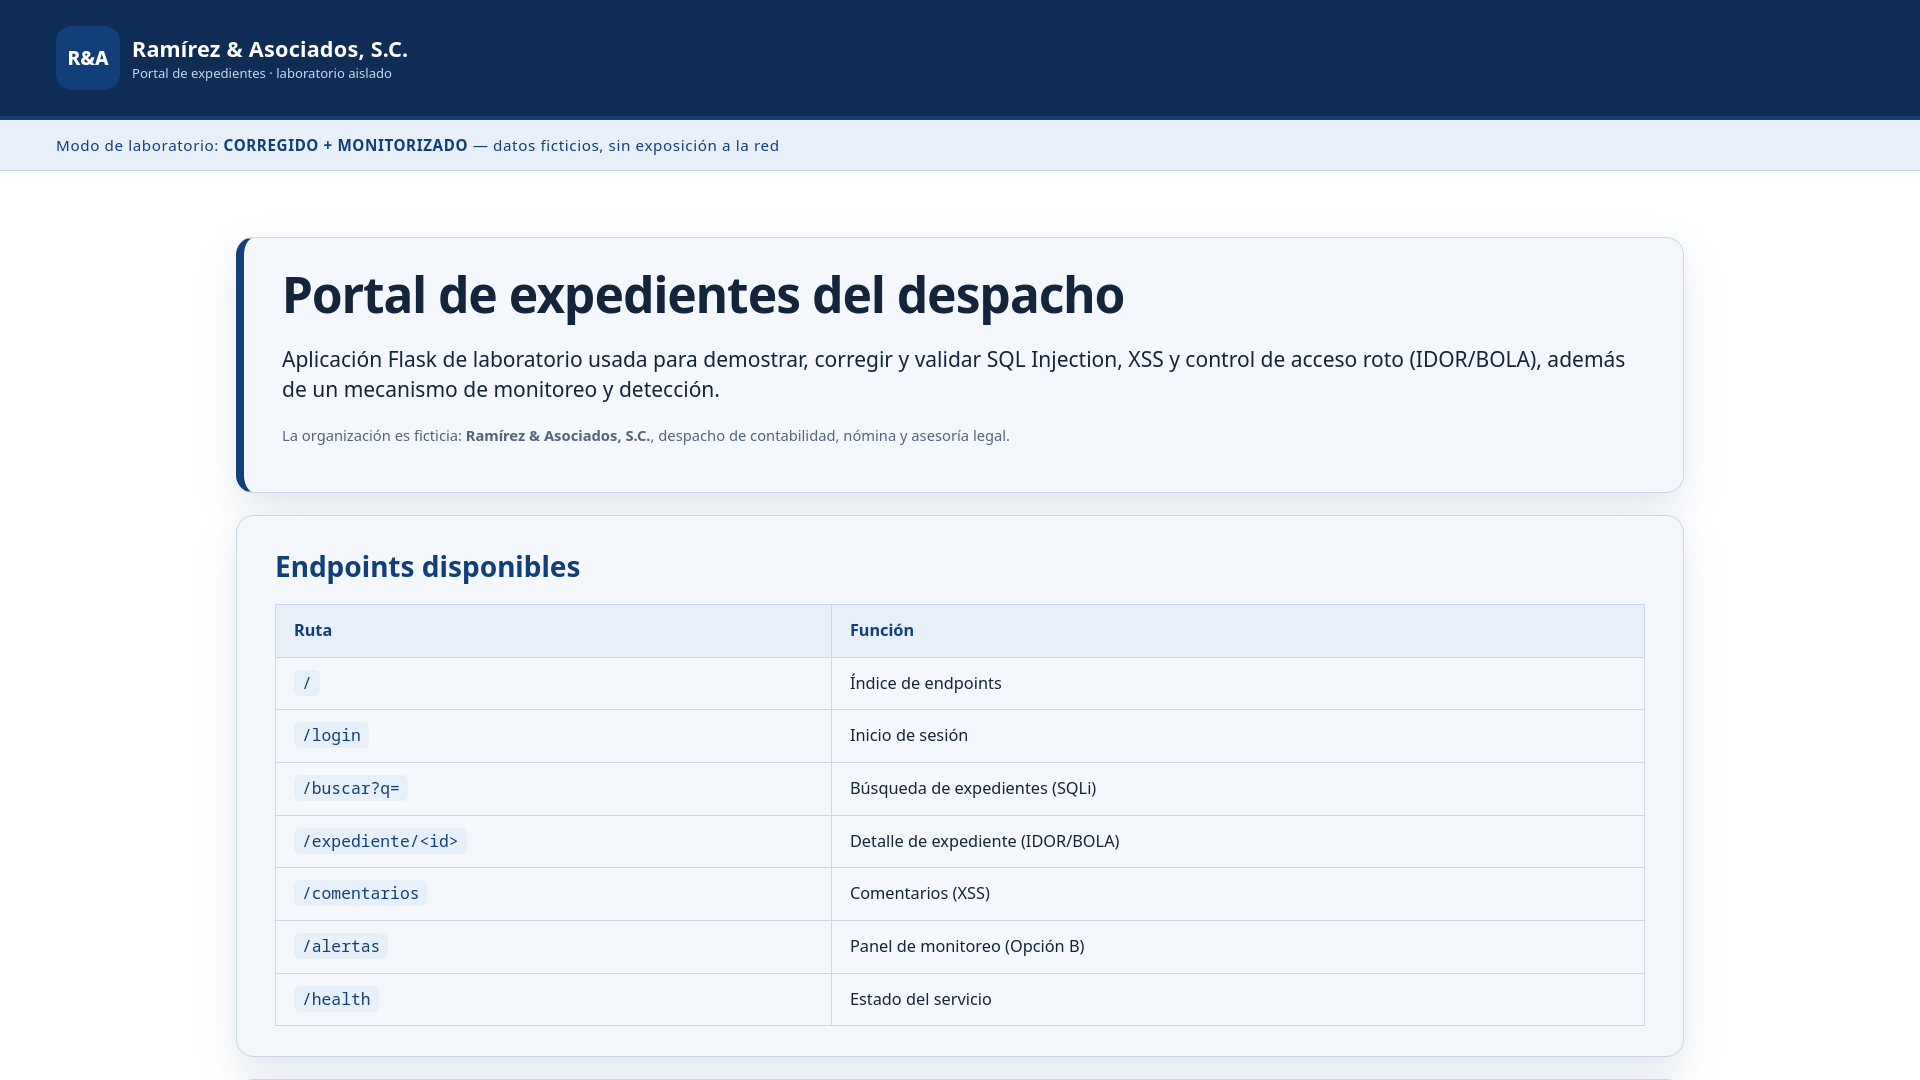 R&A
Ramírez & Asociados, S.C.
Portal de expedientes · laboratorio aislado
Modo de laboratorio: CORREGIDO + MONITORIZADO — datos ficticios, sin exposición a la red
Portal de expedientes del despacho
Aplicación Flask de laboratorio usada para demostrar, corregir y validar SQL Injection, XSS y control de acceso roto (IDOR/BOLA), además
de un mecanismo de monitoreo y detección.
La organización es ficticia: Ramírez & Asociados, S.C., despacho de contabilidad, nómina y asesoría legal.
Endpoints disponibles
Ruta Función
/ Índice de endpoints
/login Inicio de sesión
/buscar?q= Búsqueda de expedientes (SQLi)
/expediente/<id> Detalle de expediente (IDOR/BOLA)
/comentarios Comentarios (XSS)
/alertas Panel de monitoreo (Opción B)
/health Estado del servicio